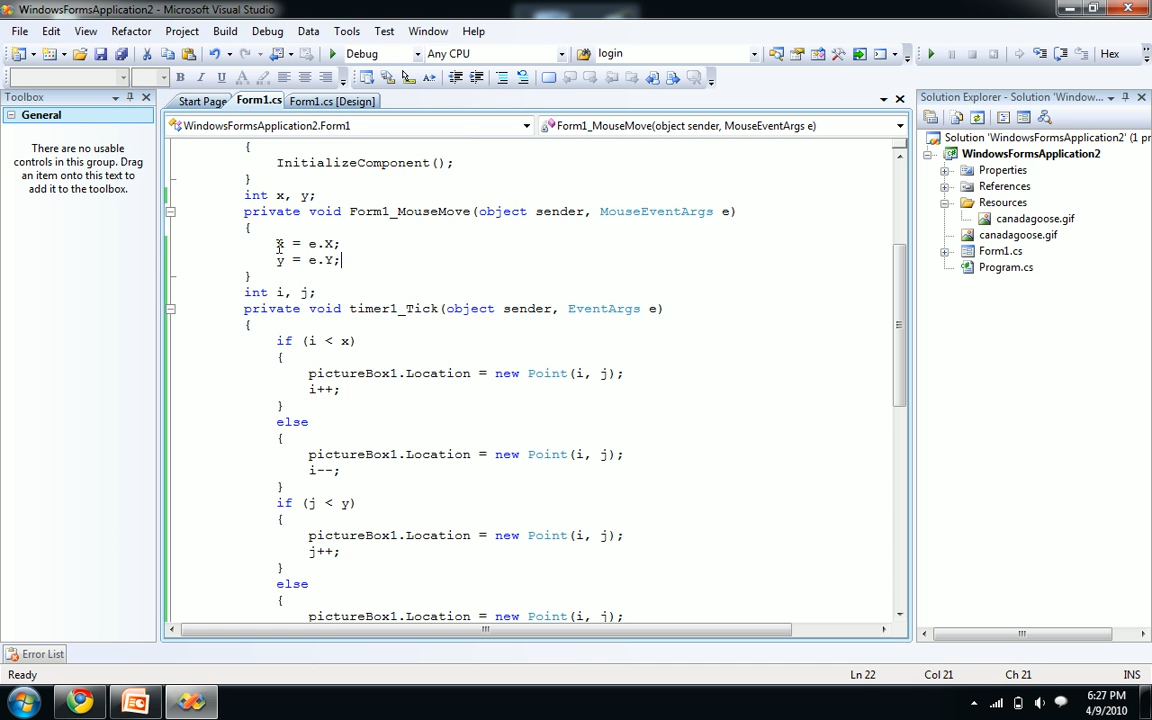 WindowsFormsApplication2 - Microsoft Visual Studio
File Edit View Refactor Project Build Debug Data Tools Test Window Help
Debug Any CPU login Hex
Toolbox
General
There are no usable
controls in this group. Drag
an item onto this text to
add it to the toolbox.
Start Page Form1.cs Form1.cs [Design]
WindowsFormsApplication2.Form1 Form1_MouseMove(object sender, MouseEventArgs e)
{
InitializeComponent();
}
int x, y;
private void Form1_MouseMove(object sender, MouseEventArgs e)
{
x = e.X;
y = e.Y;
}
int i, j;
private void timer1_Tick(object sender, EventArgs e)
{
if (i < x)
{
pictureBox1.Location = new Point(i, j);
i++;
}
else
{
pictureBox1.Location = new Point(i, j);
i--;
}
if (j < y)
{
pictureBox1.Location = new Point(i, j);
j++;
}
else
{
pictureBox1.Location = new Point(i, j);
Solution Explorer - Solution 'Window...
Solution 'WindowsFormsApplication2' (1 pr
WindowsFormsApplication2
Properties
References
Resources
canadagoose.gif
canadagoose.gif
Form1.cs
Program.cs
Error List
Ready Ln 22 Col 21 Ch 21 INS
6:27 PM
4/9/2010